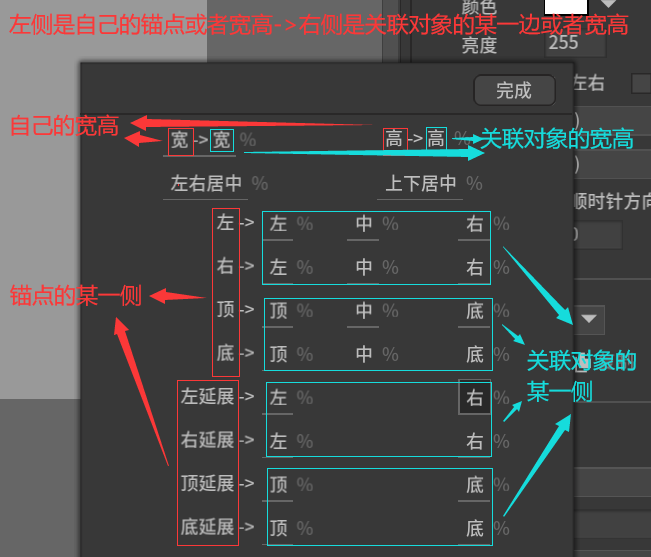 颜色
左侧是自己的锚点或者宽高->右侧是关联对象的某一边或者宽高
亮度 255
左右
完成
自己的宽高
宽->宽 % 高->高 % 关联对象的宽高
左右居中 % 上下居中 %
顺时针方向
左-> 左 % 中 % 右 %
右-> 左 % 中 % 右 %
锚点的某一侧
顶-> 顶 % 中 % 底 %
底-> 顶 % 中 % 底 %
关联对象的
某一侧
左延展-> 左 % 右 %
右延展-> 左 % 右 %
顶延展-> 顶 % 底 %
底延展-> 顶 % 底 %